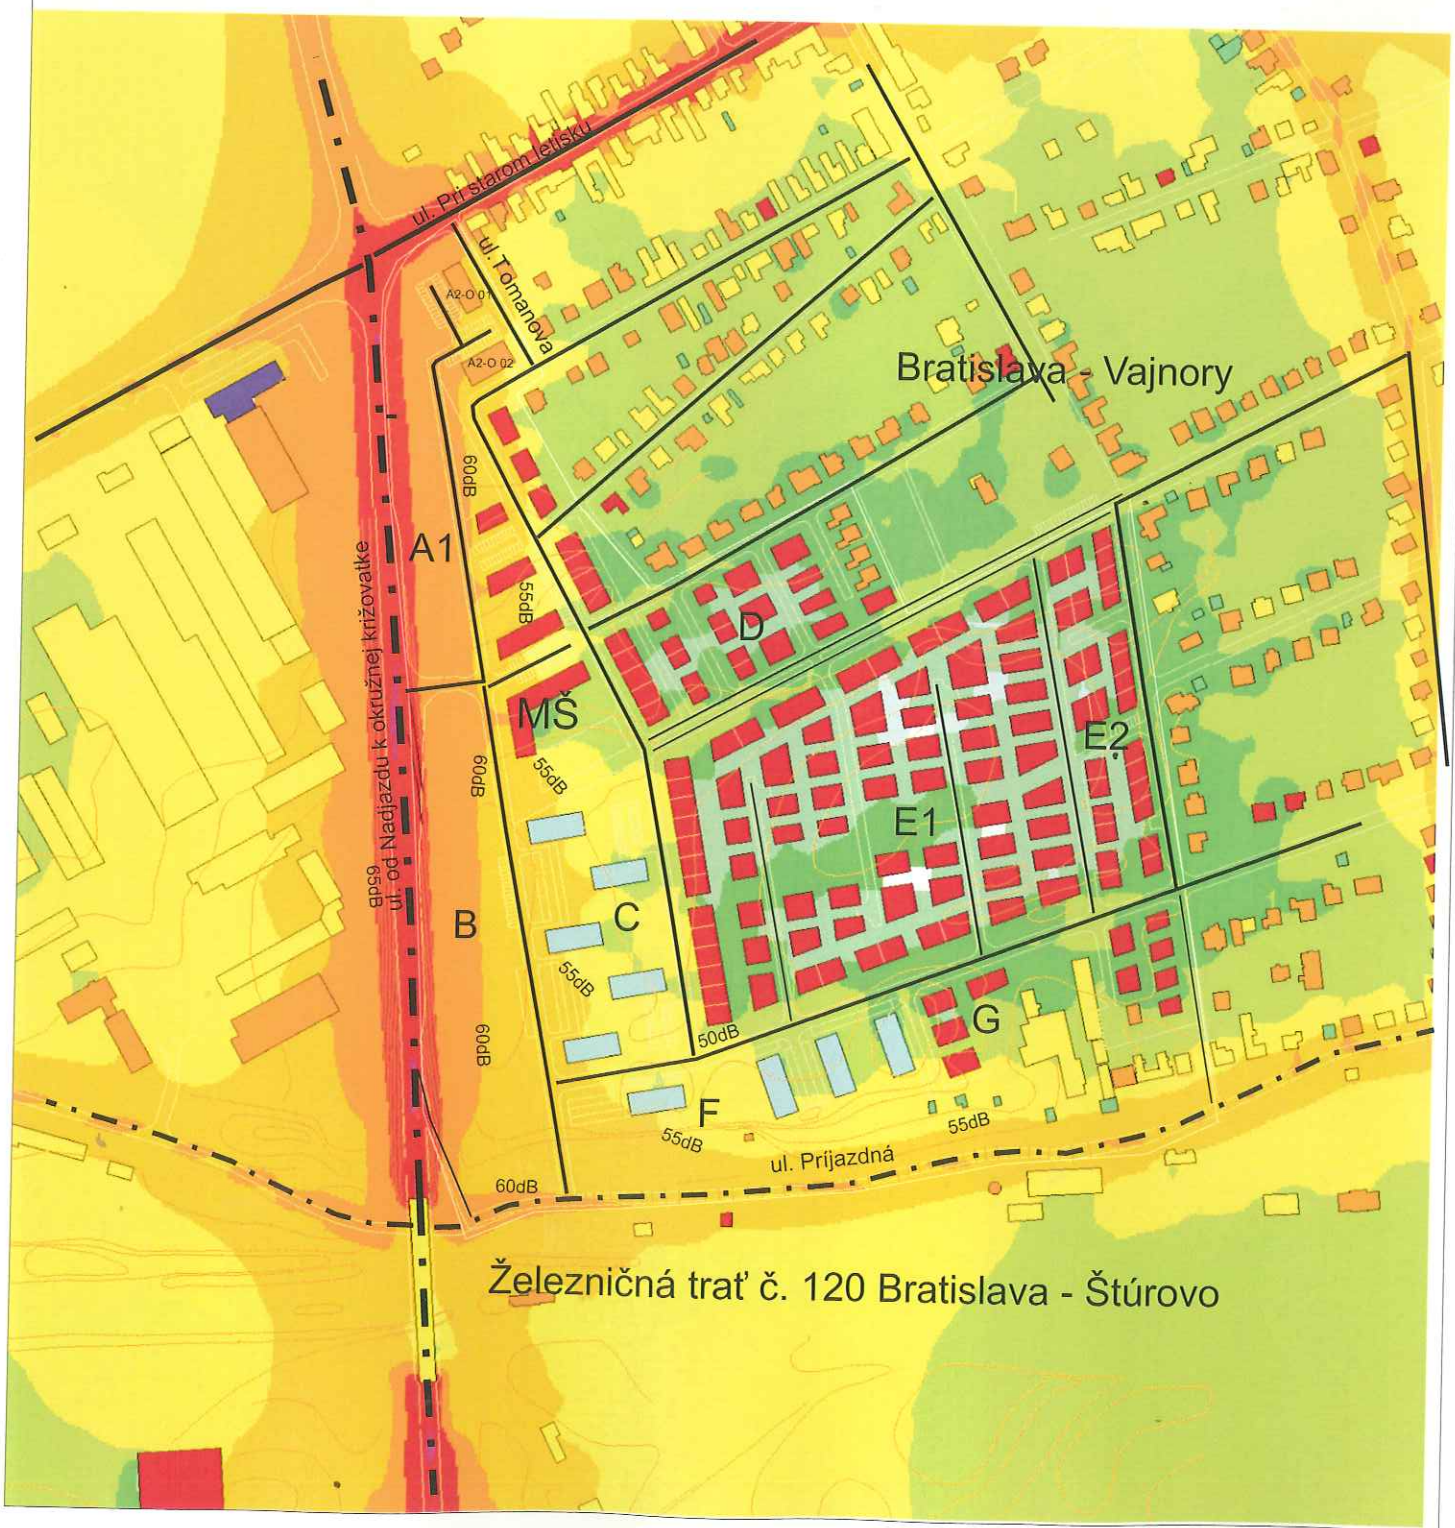 ul. Pri starom letisku
ul. Tomanova
A2-O 01
A2-O 02
Bratislava - Vajnory
60dB
A1
55dB
D
ul. od Nadjazdu k okružnej križovatke
65dB
MŠ
E2
60dB
55dB
E1
B
C
55dB
60dB
50dB
G
F
55dB
55dB
ul. Príjazdná
60dB
Železničná trať č. 120 Bratislava - Štúrovo